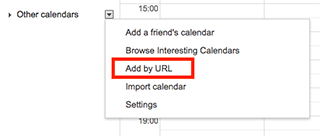 Other calendars
15:00
Add a friend's calendar
Browse Interesting Calendars
Add by URL
Import calendar
Settings
19:00